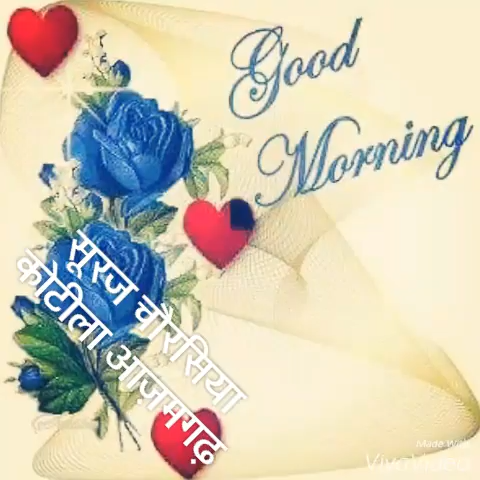 Good
Morning
सूरज चौरसिया
कोटीला आज़मगढ़
Made With
VivaVideo